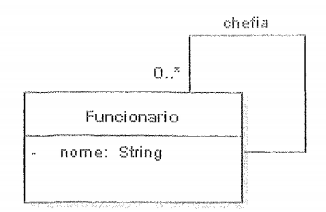 chefia
0..*
Funcionario
- nome: String